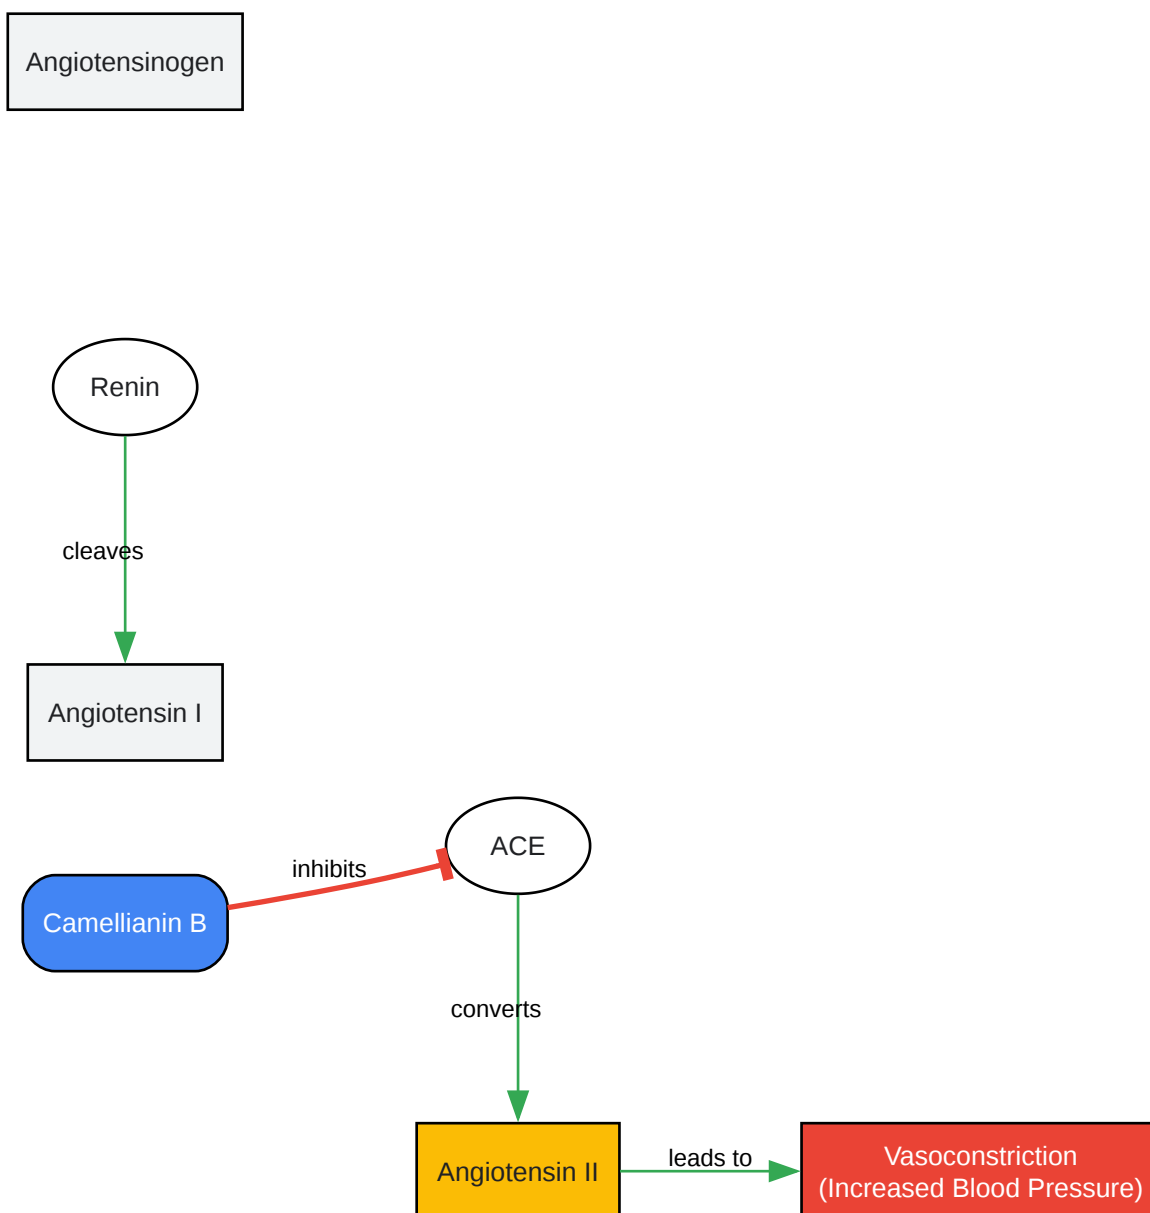 Angiotensinogen
Renin
cleaves
Angiotensin I
ACE
inhibits
Camellianin B
converts
Angiotensin II
leads to
Vasoconstriction
(Increased Blood Pressure)